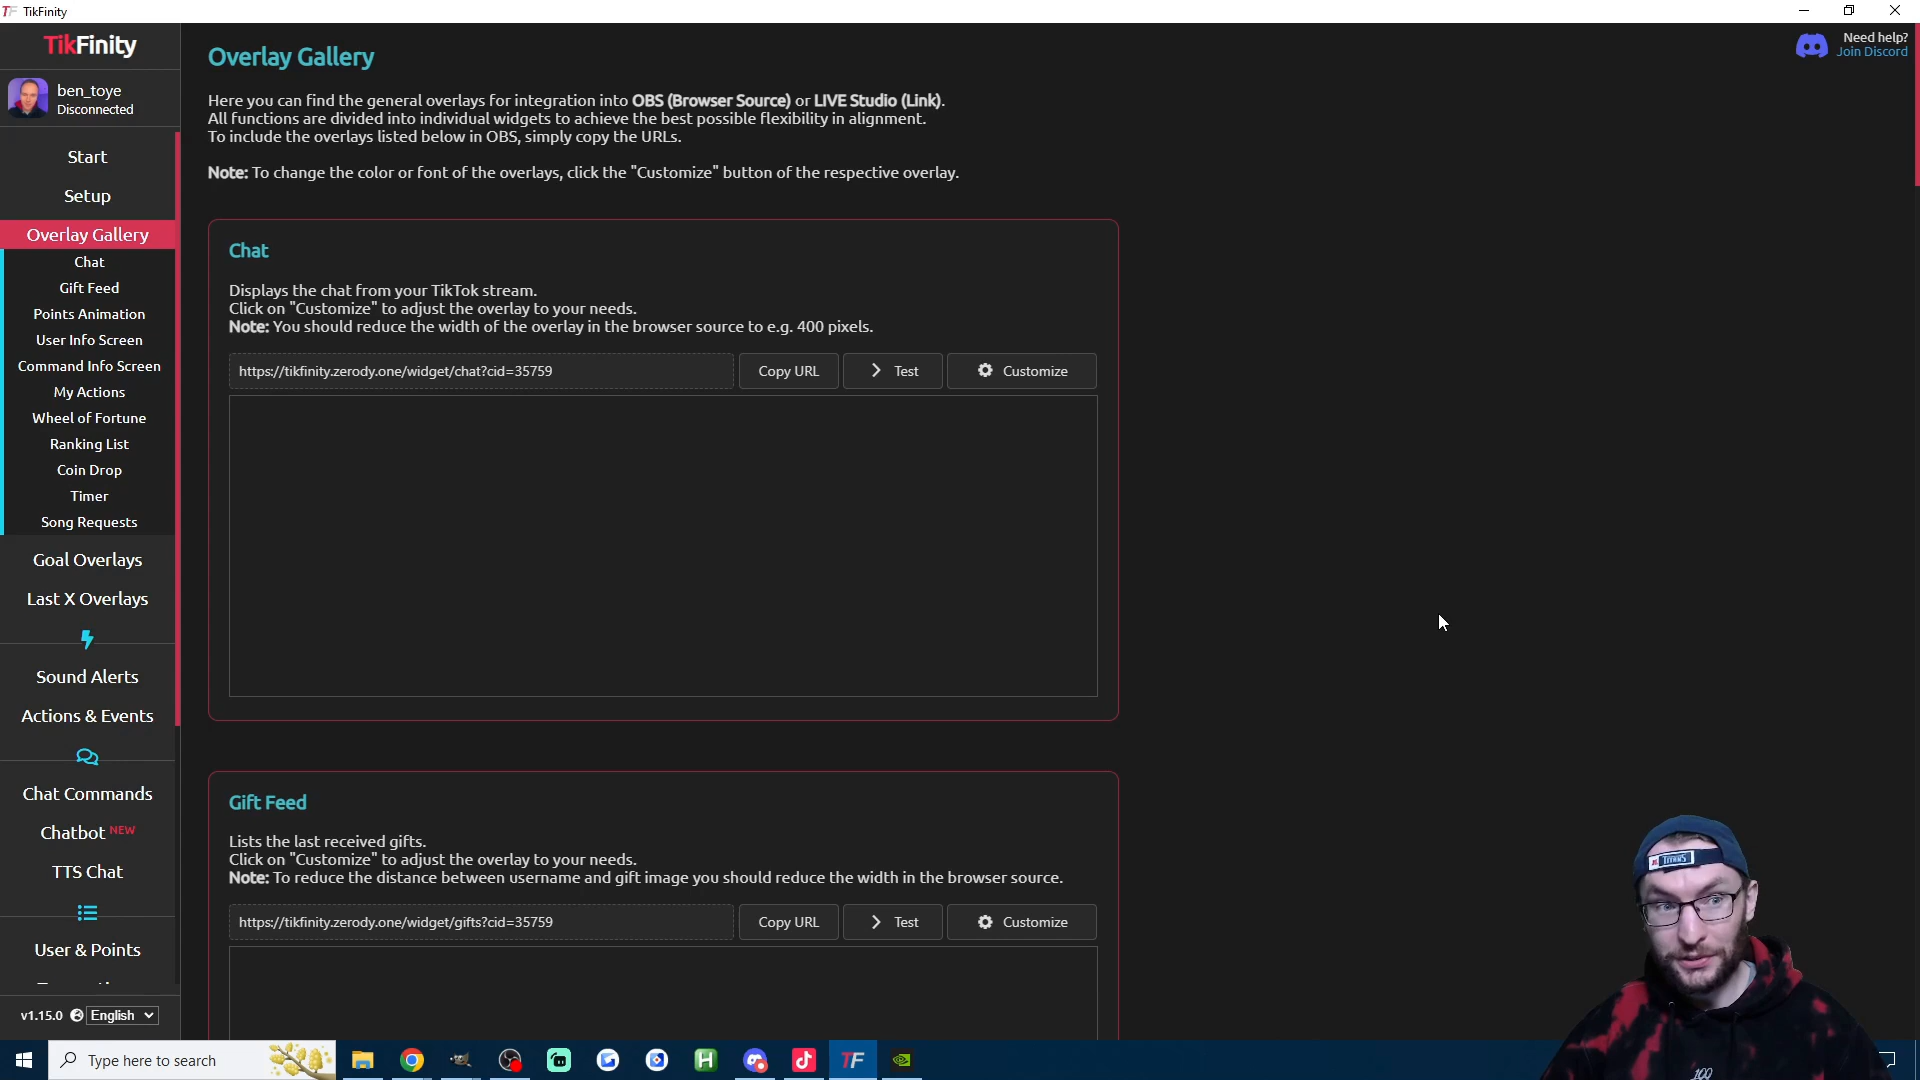 TikFinity
TikFinity
ben_toye
Disconnected
Start
Setup
Overlay Gallery
Chat
Gift Feed
Points Animation
User Info Screen
Command Info Screen
My Actions
Wheel of Fortune
Ranking List
Coin Drop
Timer
Song Requests
Goal Overlays
Last X Overlays
Sound Alerts
Actions & Events
Chat Commands
Chatbot NEW
TTS Chat
User & Points
v1.15.0 English
Overlay Gallery
Here you can find the general overlays for integration into OBS (Browser Source) or LIVE Studio (Link).
All functions are divided into individual widgets to achieve the best possible flexibility in alignment.
To include the overlays listed below in OBS, simply copy the URLs.
Note: To change the color or font of the overlays, click the "Customize" button of the respective overlay.
Need help?
Join Discord
Chat
Displays the chat from your TikTok stream.
Click on "Customize" to adjust the overlay to your needs.
Note: You should reduce the width of the overlay in the browser source to e.g. 400 pixels.
https://tikfinity.zerody.one/widget/chat?cid=35759 Copy URL Test Customize
Gift Feed
Lists the last received gifts.
Click on "Customize" to adjust the overlay to your needs.
Note: To reduce the distance between username and gift image you should reduce the width in the browser source.
https://tikfinity.zerody.one/widget/gifts?cid=35759 Copy URL Test Customize
TITANS
100
Type here to search
H
TF